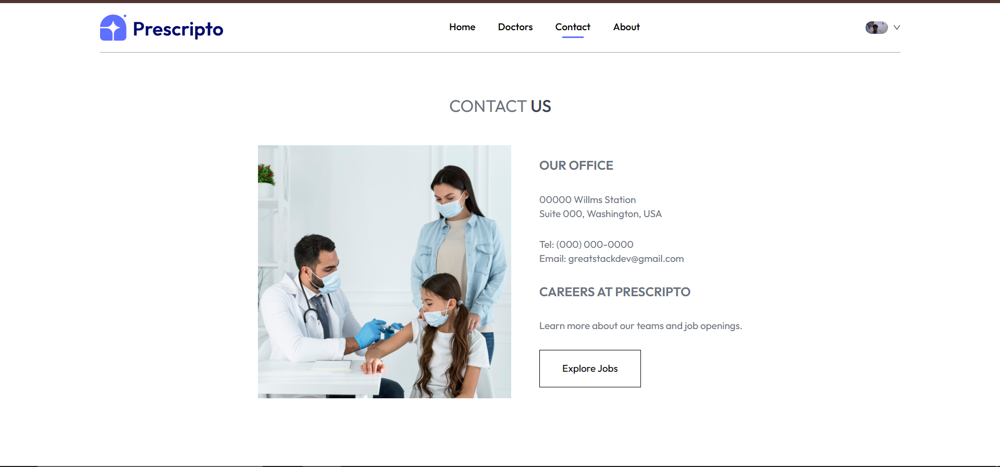 Prescripto
Home Doctors Contact About
CONTACT US
OUR OFFICE
00000 Willms Station
Suite 000, Washington, USA
Tel: (000) 000-0000
Email: greatstackdev@gmail.com
CAREERS AT PRESCRIPTO
Learn more about our teams and job openings.
Explore Jobs